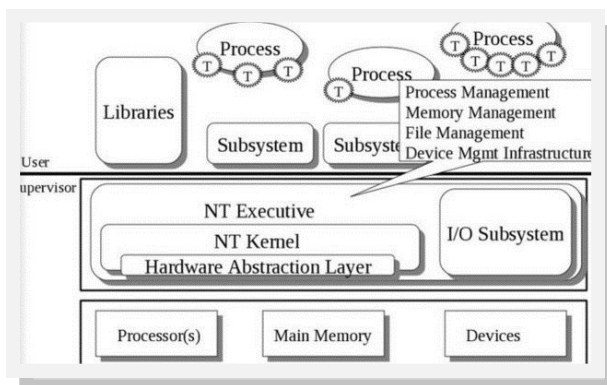 Process
T
T
T
Process
T
Process
T
T
T
T
T
Libraries
Subsystem
Subsyste
Process Management
Memory Management
File Management
Device Mgmt Infrastructure
User
upervisor
NT Executive
NT Kernel
Hardware Abstraction Layer
I/O Subsystem
Processor(s)
Main Memory
Devices